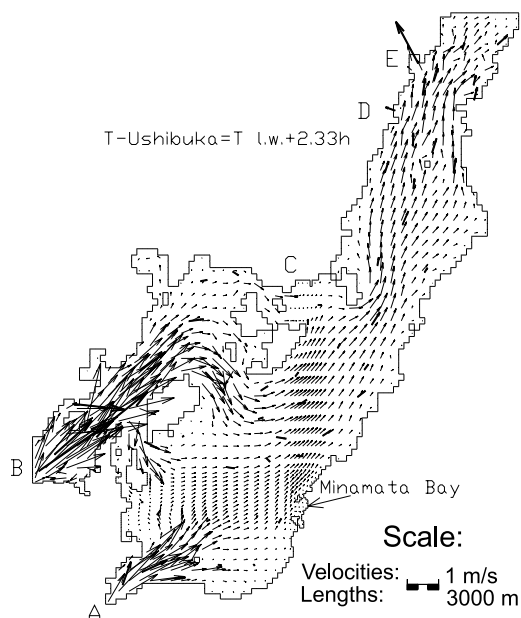 E
D
T-Ushibuka=T l.w.+2.33h
C
B
Minamata Bay
Scale:
Velocities: 1 m/s
Lengths: 3000 m
A